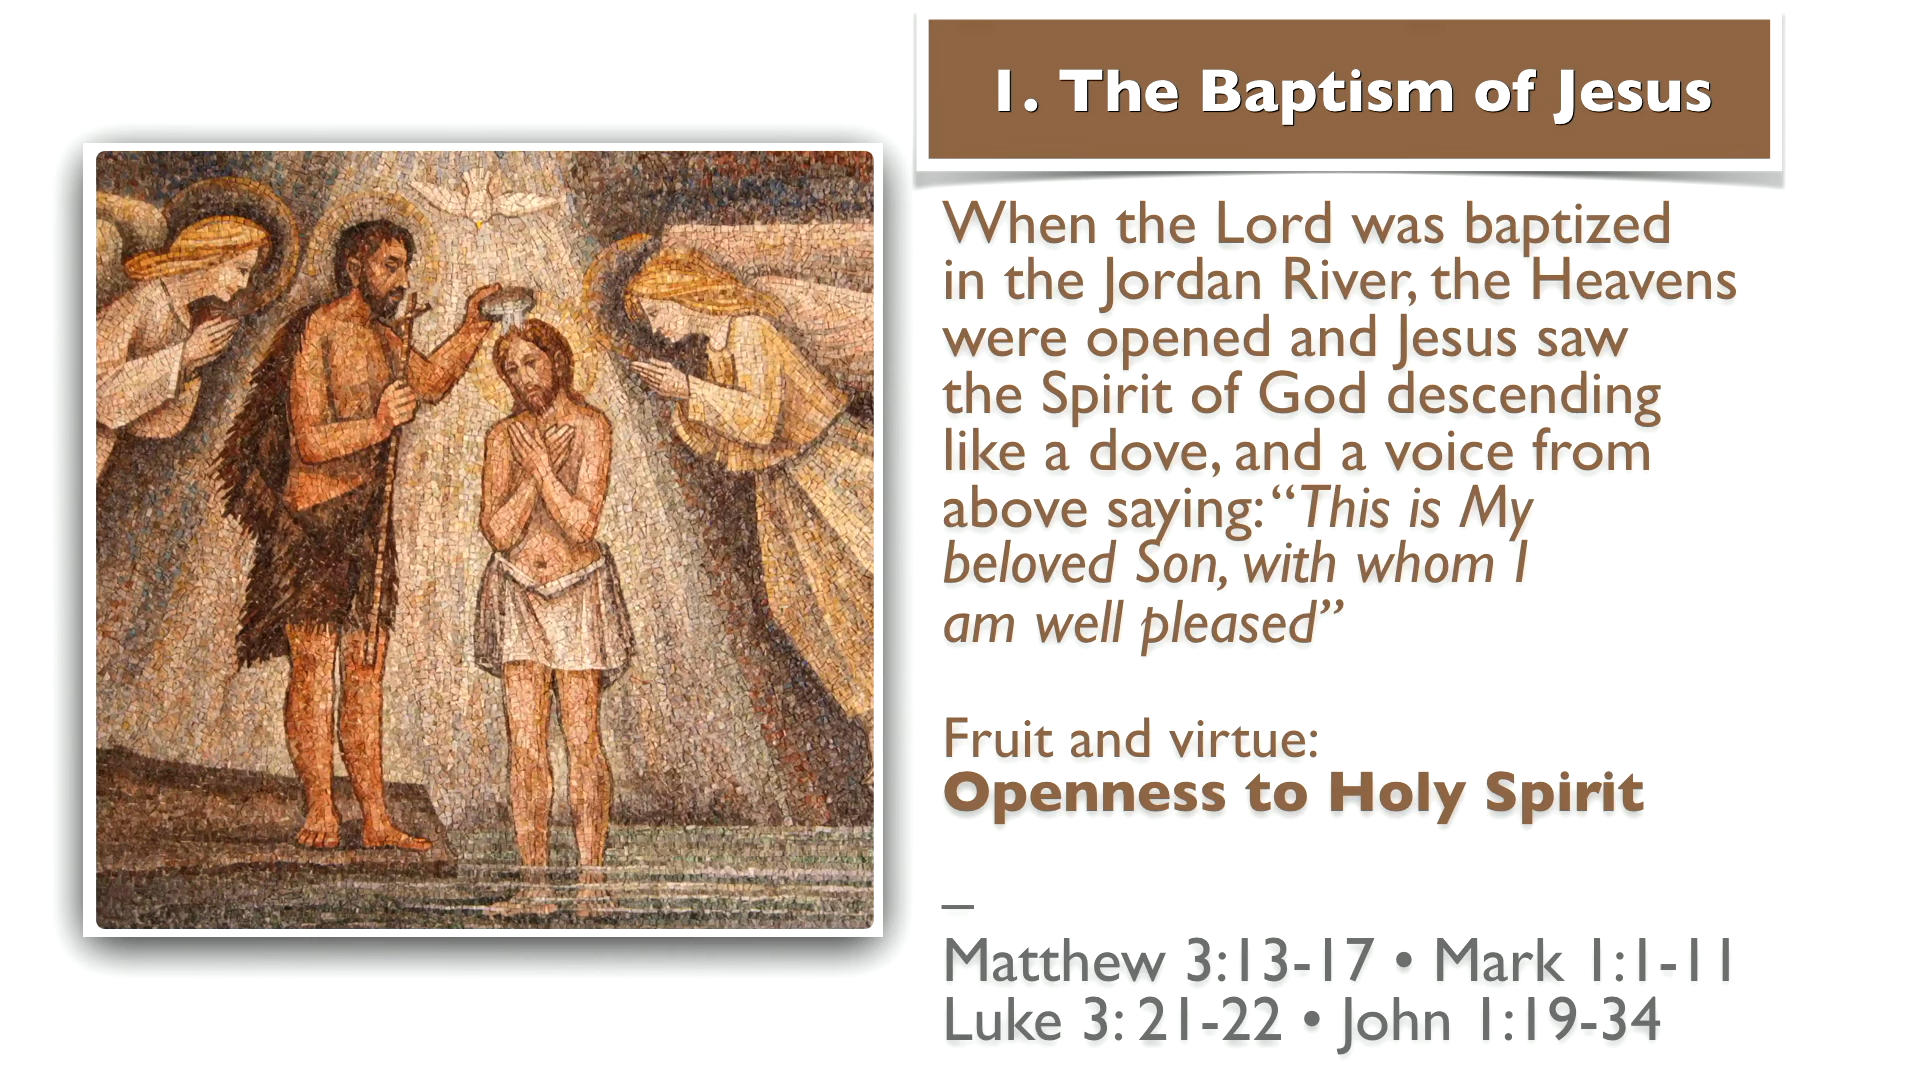 1. The Baptism of Jesus
When the Lord was baptized
in the Jordan River, the Heavens
were opened and Jesus saw
the Spirit of God descending
like a dove, and a voice from
above saying: “This is My
beloved Son, with whom I
am well pleased”
Fruit and virtue:
Openness to Holy Spirit
_
Matthew 3:13-17 • Mark 1:1-11
Luke 3: 21-22 • John 1:19-34